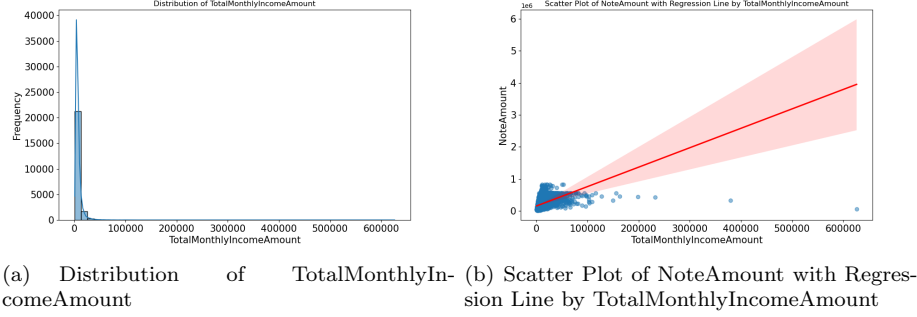 Distribution of TotalMonthlyIncomeAmount
40000
35000
30000
25000
20000
15000
10000
5000
0
Frequency
0 100000 200000 300000 400000 500000 600000
TotalMonthlyIncomeAmount
Scatter Plot of NoteAmount with Regression Line by TotalMonthlyIncomeAmount
1e6
6
5
4
3
2
1
0
NoteAmount
0 100000 200000 300000 400000 500000 600000
TotalMonthlyIncomeAmount
(a) Distribution of TotalMonthlyIn-
comeAmount
(b) Scatter Plot of NoteAmount with Regres-
sion Line by TotalMonthlyIncomeAmount